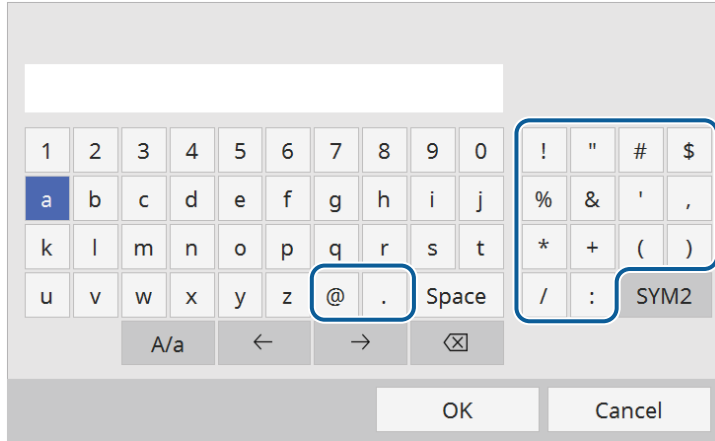 1 2 3 4 5 6 7 8 9 0 ! " # $
a b c d e f g h i j % & ' ,
k l m n o p q r s t * + ( )
u v w x y z @ . Space / : SYM2
A/a ← → ⌫
OK Cancel